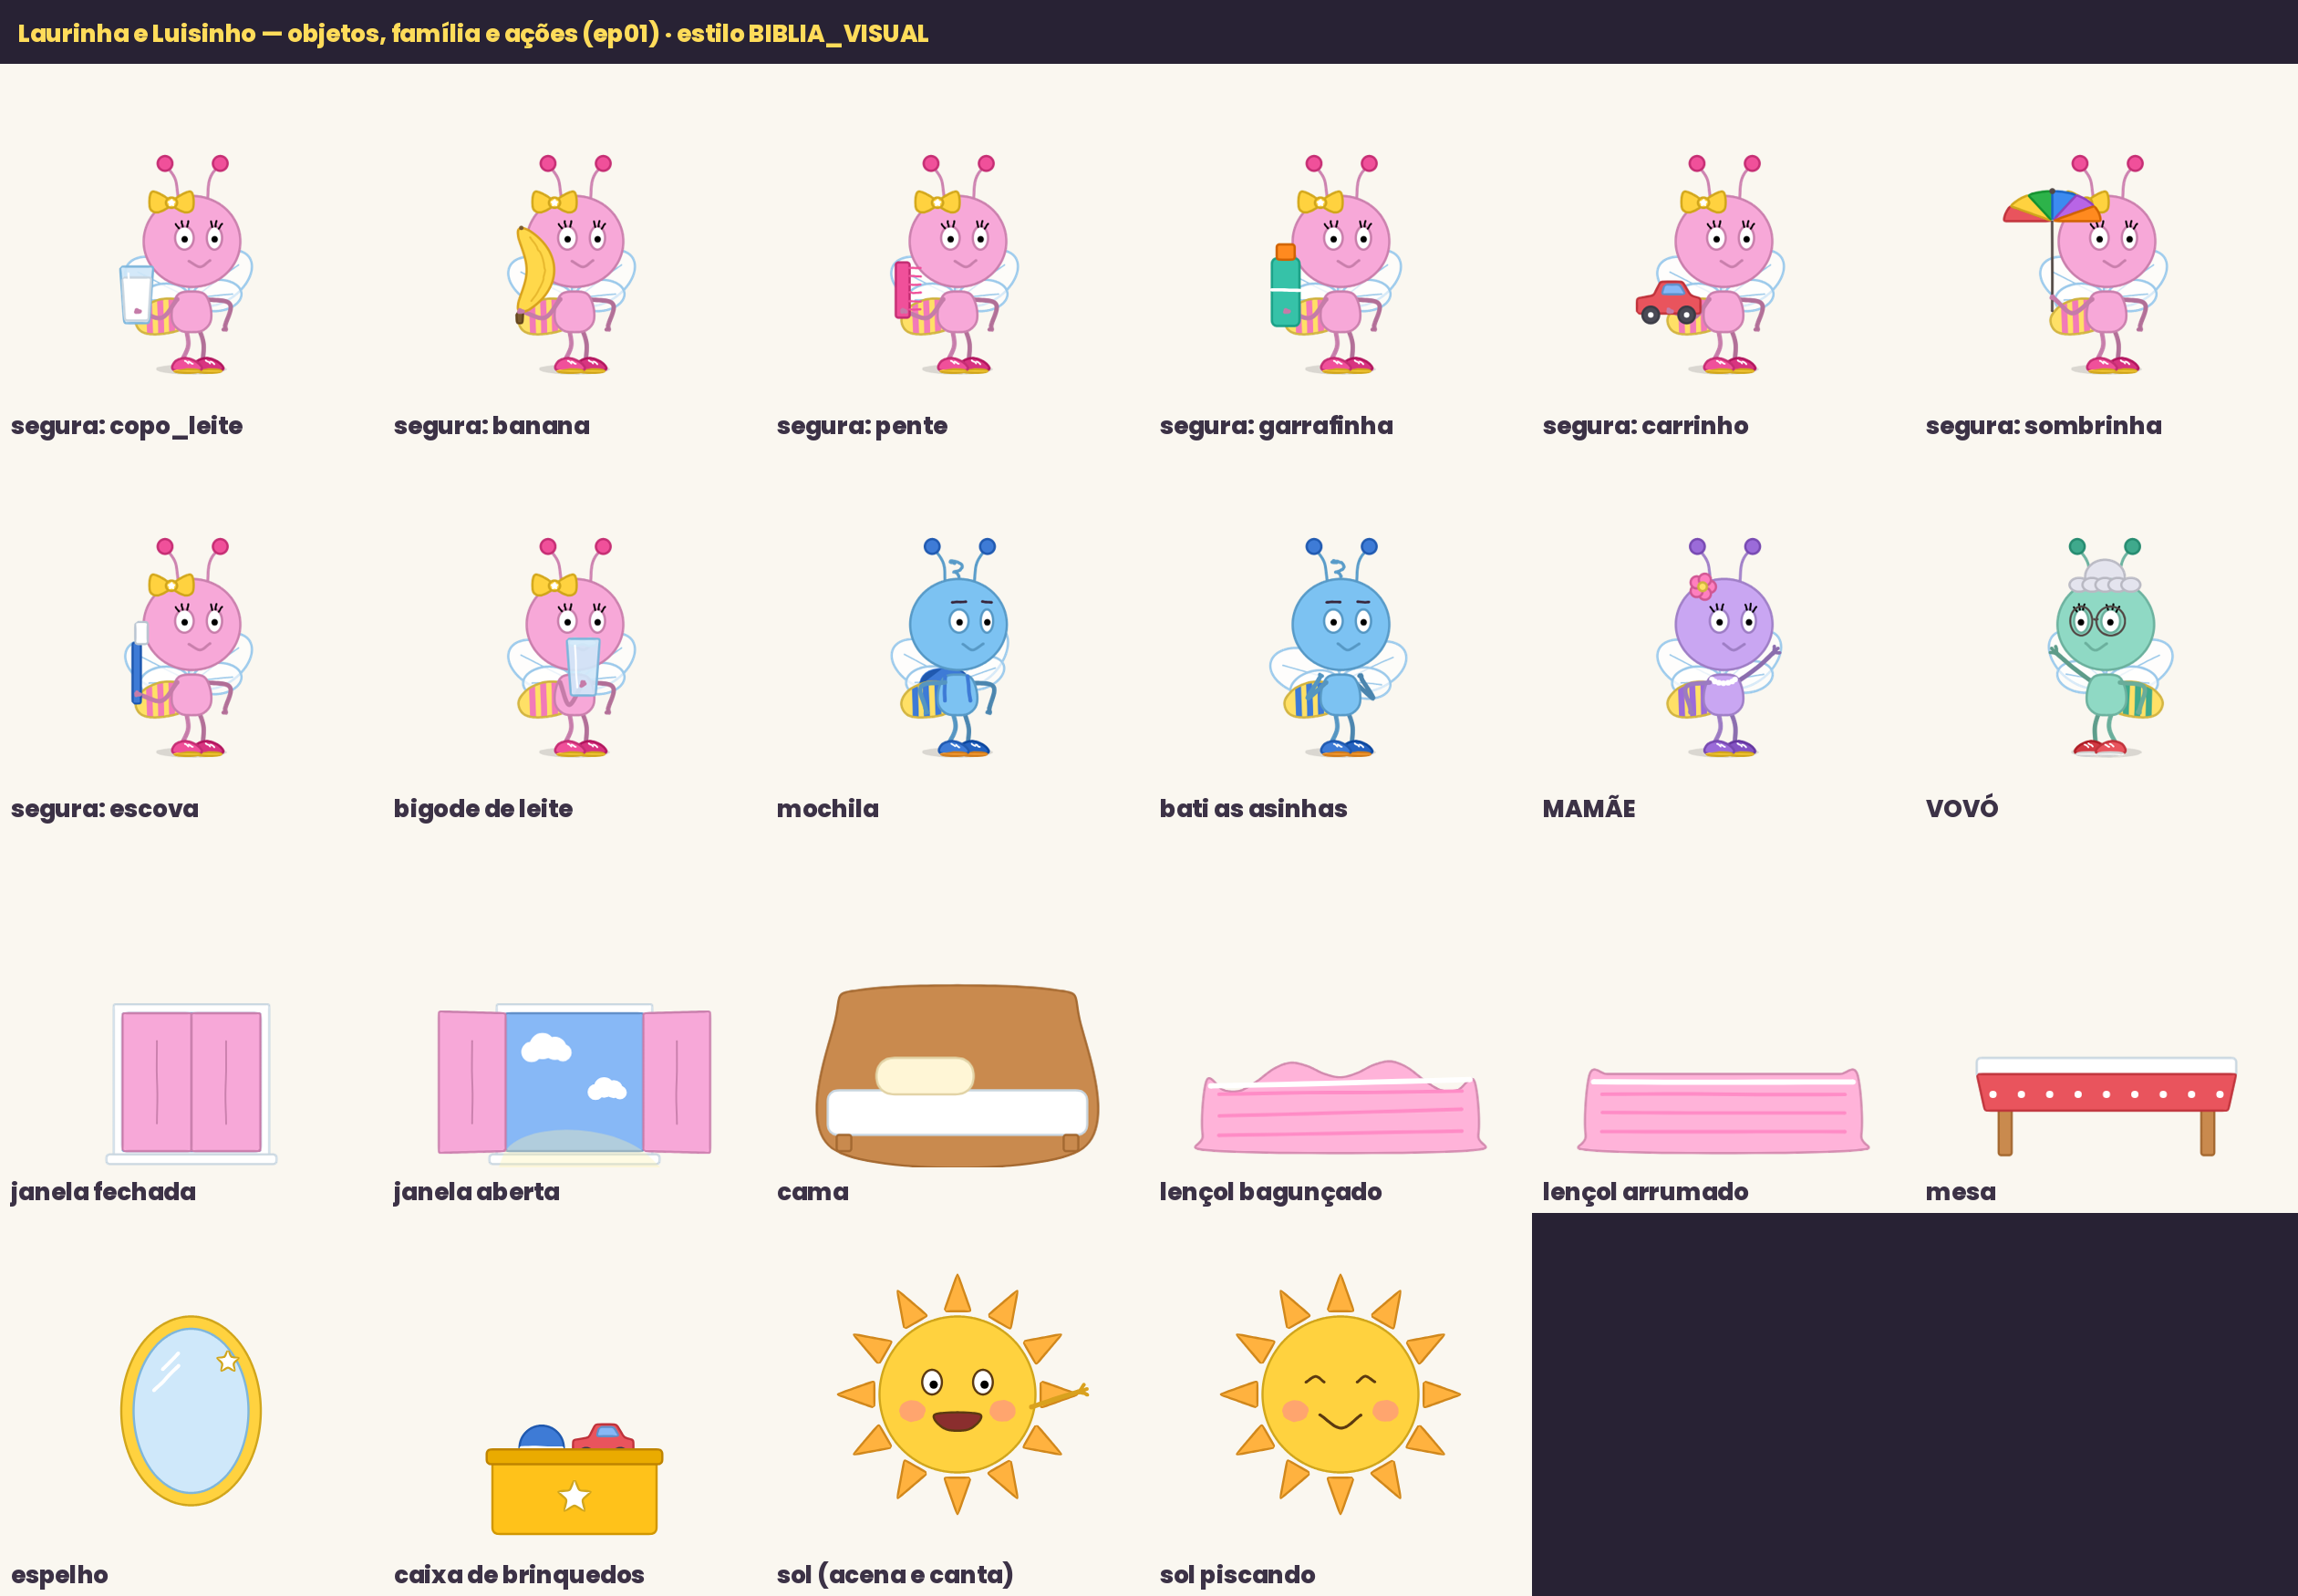 Laurinha e Luisinho — objetos, família e ações (ep01) · estilo BIBLIA_VISUAL
segura: copo_leite
segura: banana
segura: pente
segura: garrafinha
segura: carrinho
segura: sombrinha
segura: escova
bigode de leite
mochila
bati as asinhas
MAMÃE
VOVÓ
janela fechada
janela aberta
cama
lençol bagunçado
lençol arrumado
mesa
espelho
caixa de brinquedos
sol (acena e canta)
sol piscando